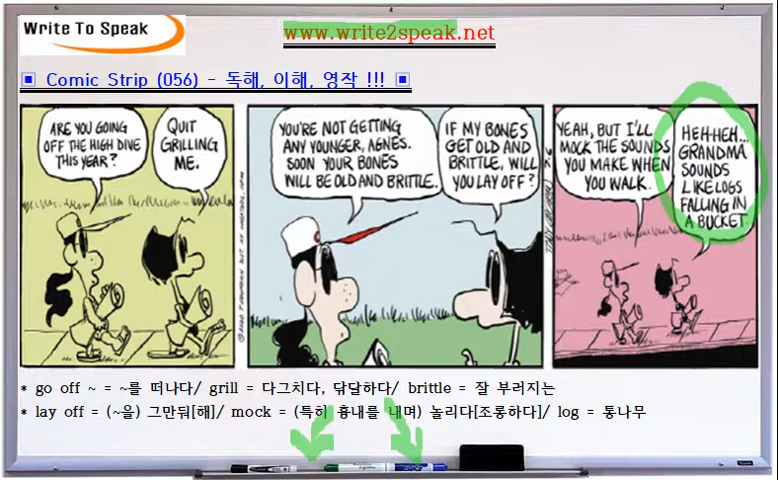 Write To Speak
www.write2speak.net
▣ Comic Strip (056) - 독해, 이해, 영작 !!! ▣
ARE YOU GOING
OFF THE HIGH DIVE
THIS YEAR?
QUIT
GRILLING
ME.
YOU'RE NOT GETTING
ANY YOUNGER, AGNES.
SOON YOUR BONES
WILL BE OLD AND BRITTLE.
IF MY BONES
GET OLD AND
BRITTLE, WILL
YOU LAY OFF?
YEAH, BUT I'LL
MOCK THE SOUNDS
YOU MAKE WHEN
YOU WALK.
HEH-HEH...
GRANDMA
SOUNDS
LIKE LOGS
FALLING IN
A BUCKET
* go off ~ = ~를 떠나다/ grill = 다그치다, 닦달하다/ brittle = 잘 부러지는
* lay off = (~을) 그만둬[해]/ mock = (특히 흉내를 내며) 놀리다[조롱하다]/ log = 통나무